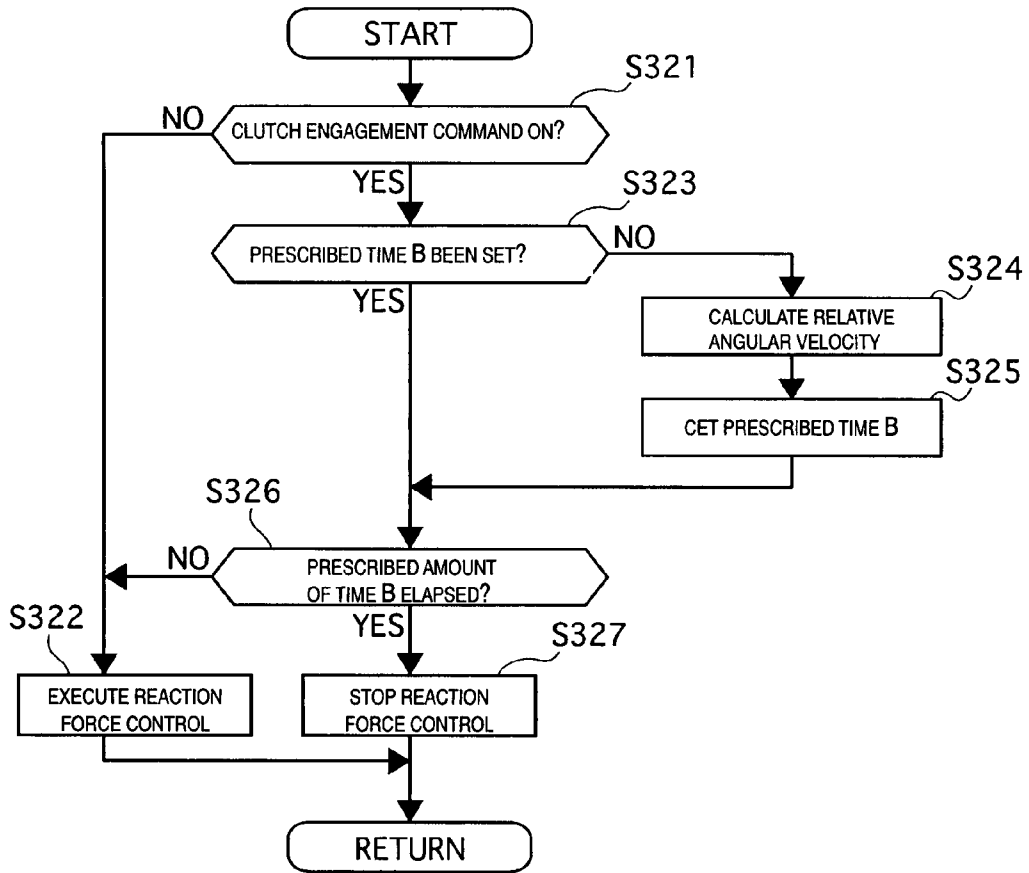 START
S321
NO
CLUTCH ENGAGEMENT COMMAND ON?
YES
S323
PRESCRIBED TIME B BEEN SET?
NO
YES
S324
CALCULATE RELATIVE
ANGULAR VELOCITY
S325
CET PRESCRIBED TIME B
S326
NO
PRESCRIBED AMOUNT
OF TIME B ELAPSED?
YES
S322
S327
EXECUTE REACTION
FORCE CONTROL
STOP REACTION
FORCE CONTROL
RETURN